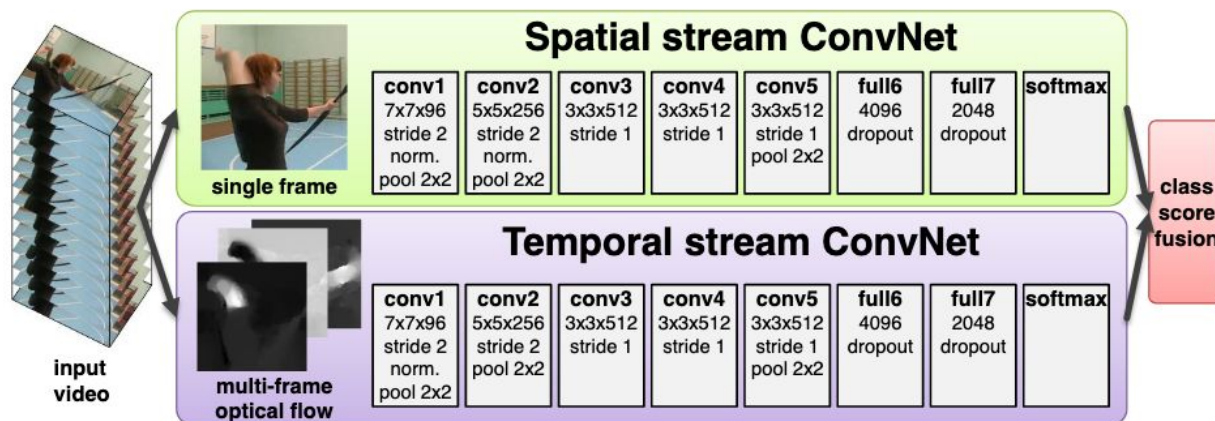 Spatial stream ConvNet
conv1
7x7x96
stride 2
norm.
pool 2x2
conv2
5x5x256
stride 2
norm.
pool 2x2
conv3
3x3x512
stride 1
conv4
3x3x512
stride 1
conv5
3x3x512
stride 1
pool 2x2
full6
4096
dropout
full7
2048
dropout
softmax
single frame
Temporal stream ConvNet
conv1
7x7x96
stride 2
norm.
pool 2x2
conv2
5x5x256
stride 2
pool 2x2
conv3
3x3x512
stride 1
conv4
3x3x512
stride 1
conv5
3x3x512
stride 1
pool 2x2
full6
4096
dropout
full7
2048
dropout
softmax
multi-frame
optical flow
input
video
class
score
fusion